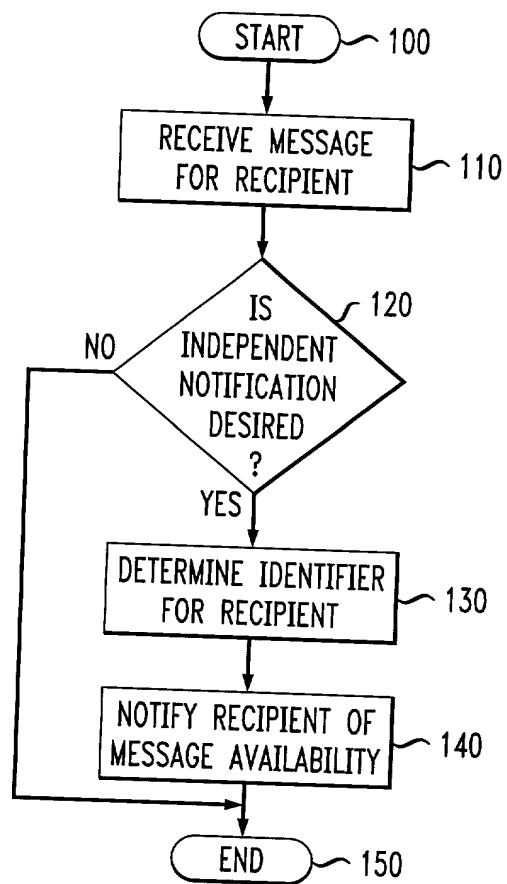 START
100
RECEIVE MESSAGE
FOR RECIPIENT
110
120
IS
INDEPENDENT
NOTIFICATION
DESIRED
?
NO
YES
DETERMINE IDENTIFIER
FOR RECIPIENT
130
NOTIFY RECIPIENT OF
MESSAGE AVAILABILITY
140
END
150